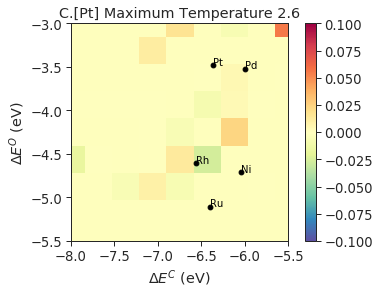 C.[Pt] Maximum Temperature 2.6
−3.0
−3.5
−4.0
−4.5
−5.0
−5.5
ΔE^O (eV)
Pt
Pd
Rh
Ni
Ru
−8.0 −7.5 −7.0 −6.5 −6.0 −5.5
ΔE^C (eV)
0.100
0.075
0.050
0.025
0.000
−0.025
−0.050
−0.075
−0.100